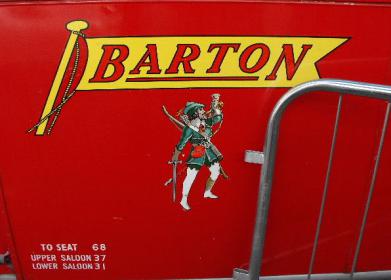 BARTON
TO SEAT 68
UPPER SALOON 37
LOWER SALOON 31